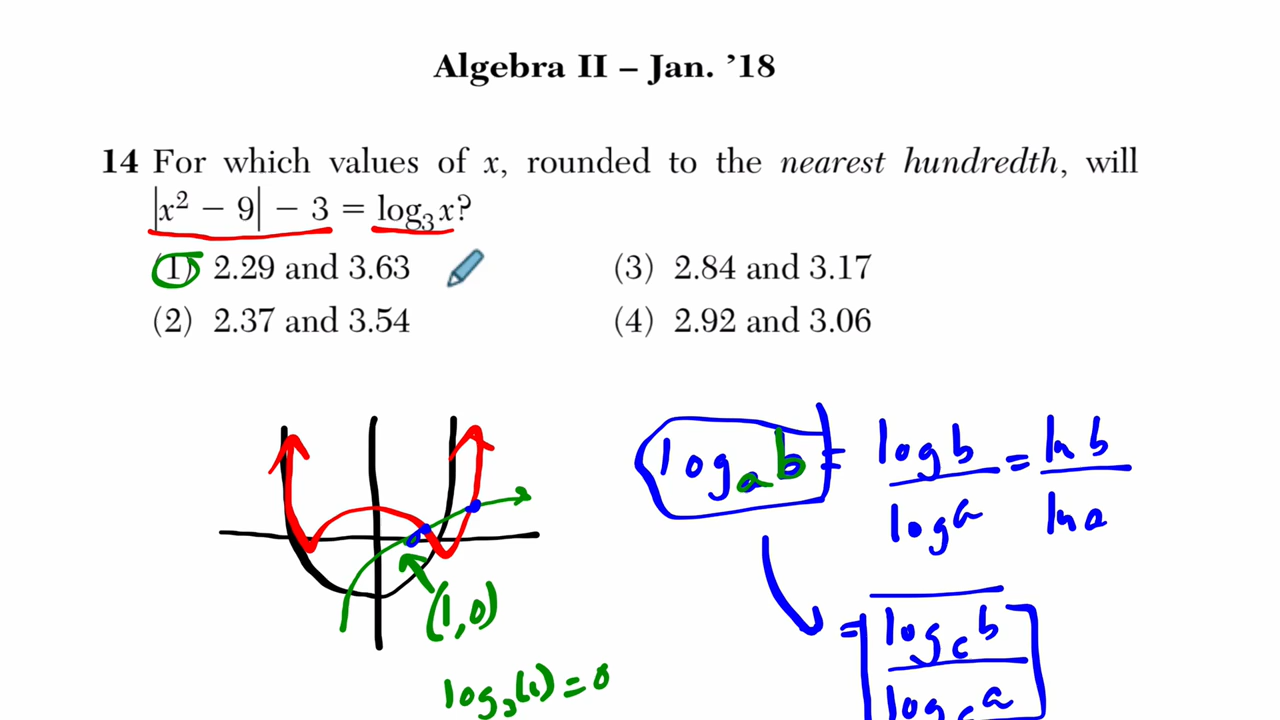 Algebra II – Jan. ’18
14 For which values of x, rounded to the nearest hundredth, will
|x² − 9| − 3 = log₃x?
(1) 2.29 and 3.63
(3) 2.84 and 3.17
(2) 2.37 and 3.54
(4) 2.92 and 3.06
logₐb = log b / log a = ln b / ln a
(1,0)
= log_c b / log_c a
log₃(1) = 0